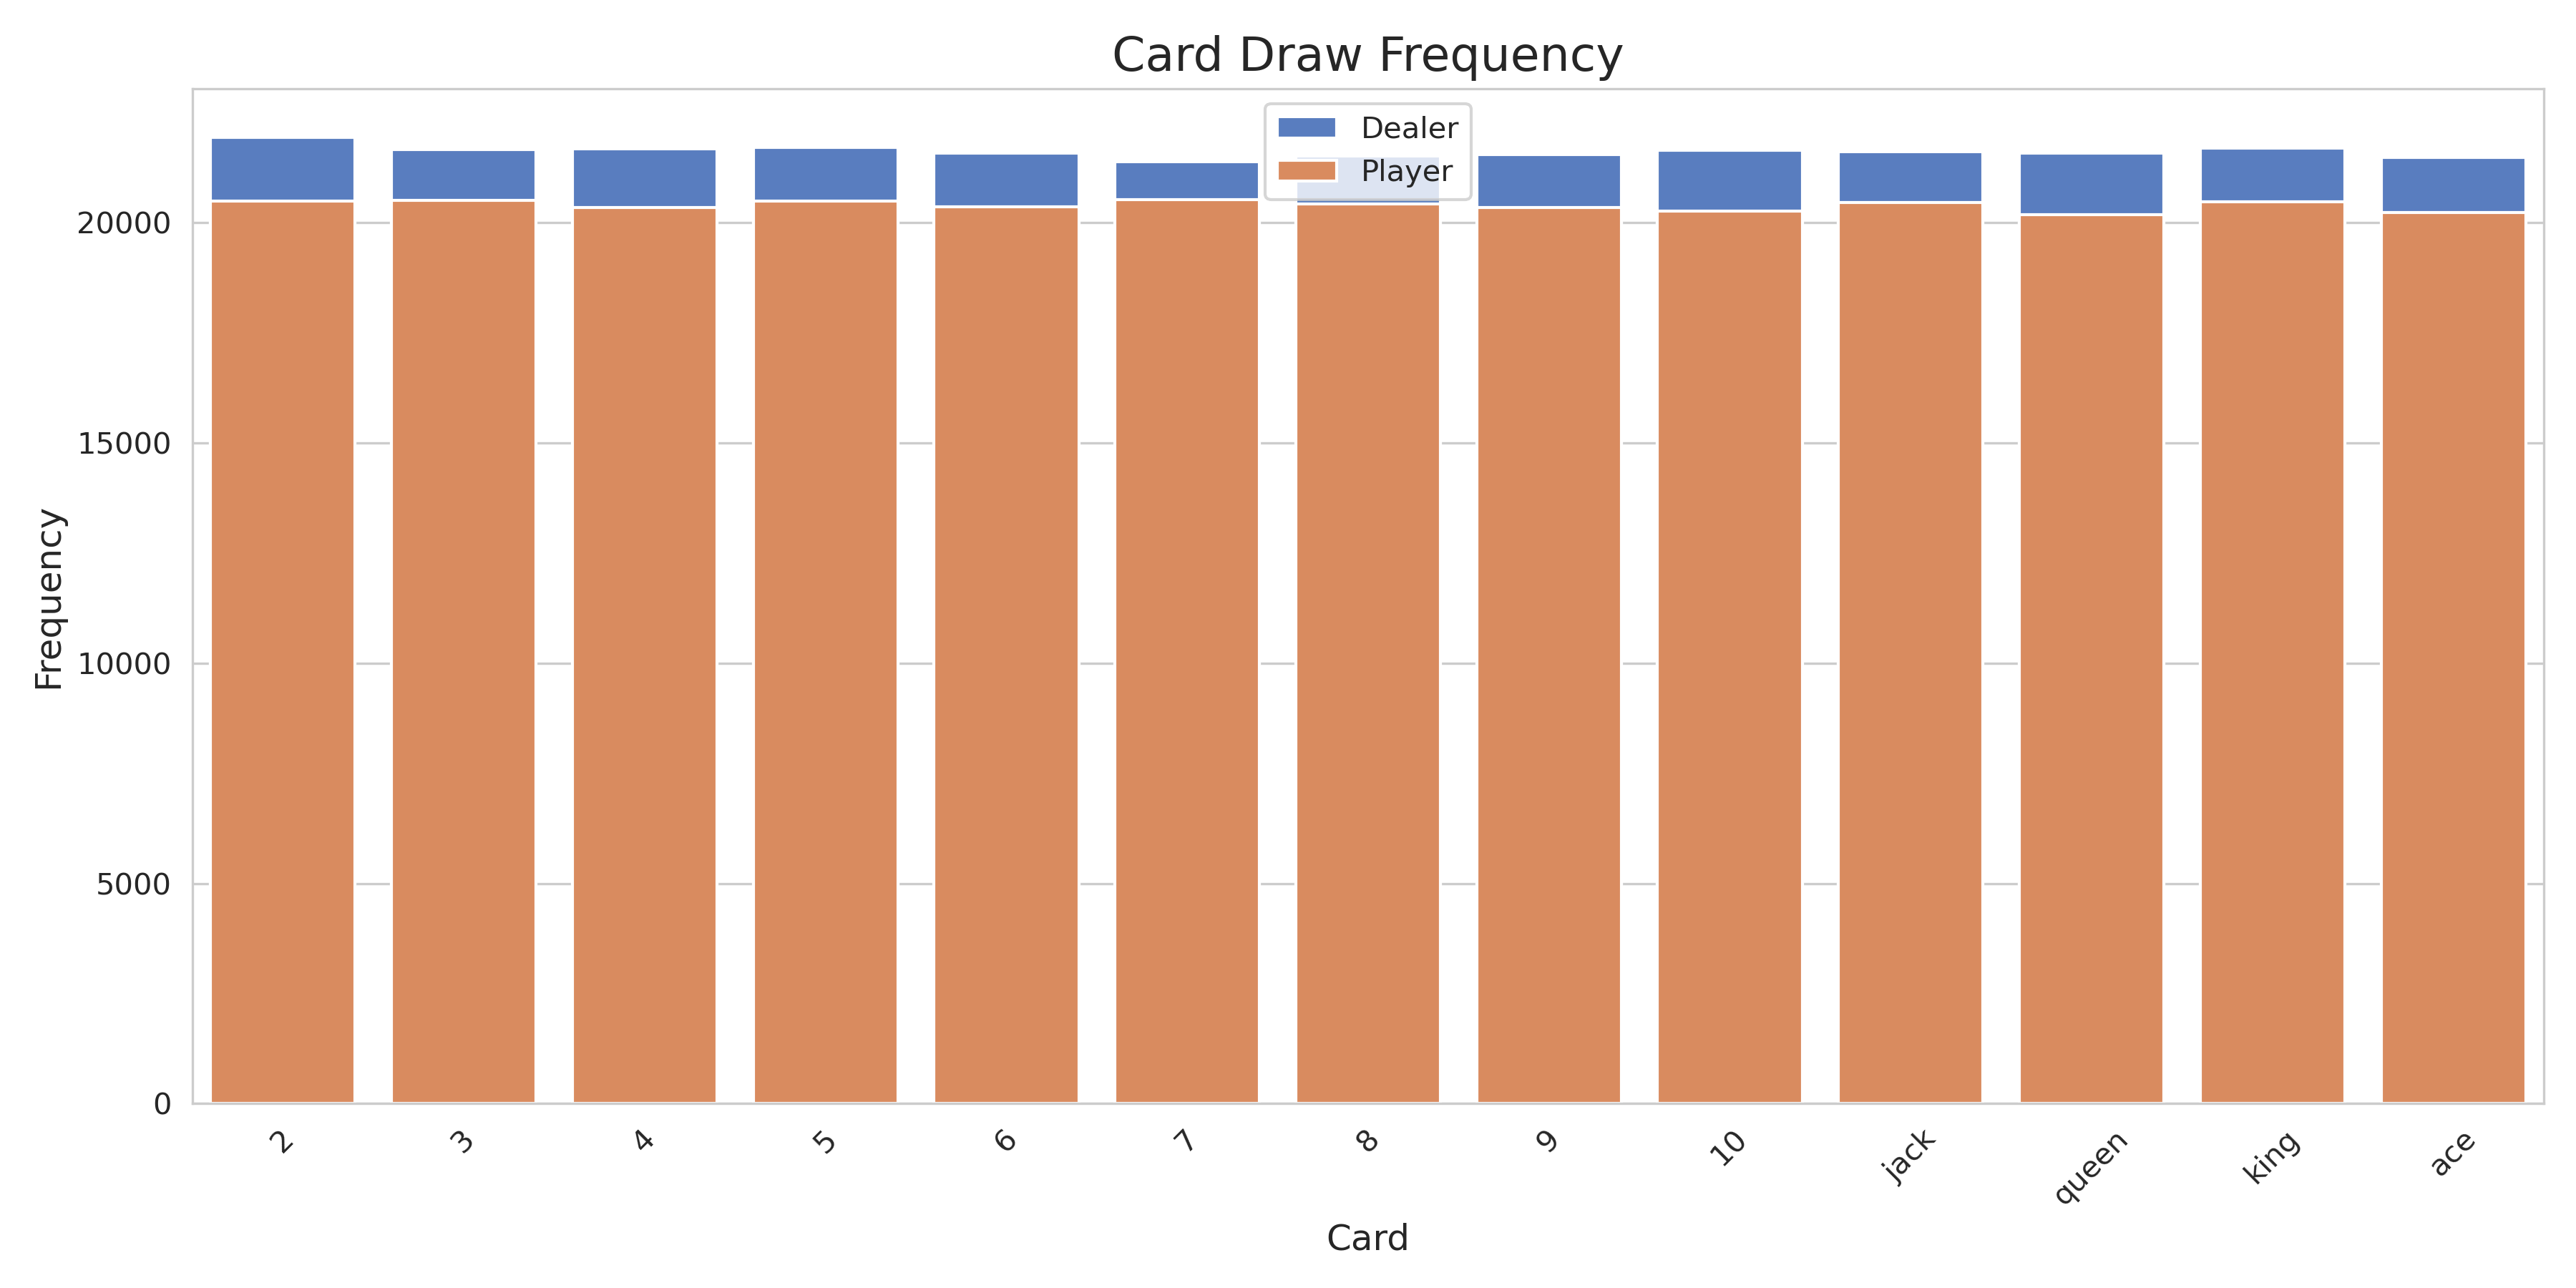 Card Draw Frequency
Dealer
Player
Frequency
20000
15000
10000
5000
0
2 3 4 5 6 7 8 9 10 jack queen king ace
Card